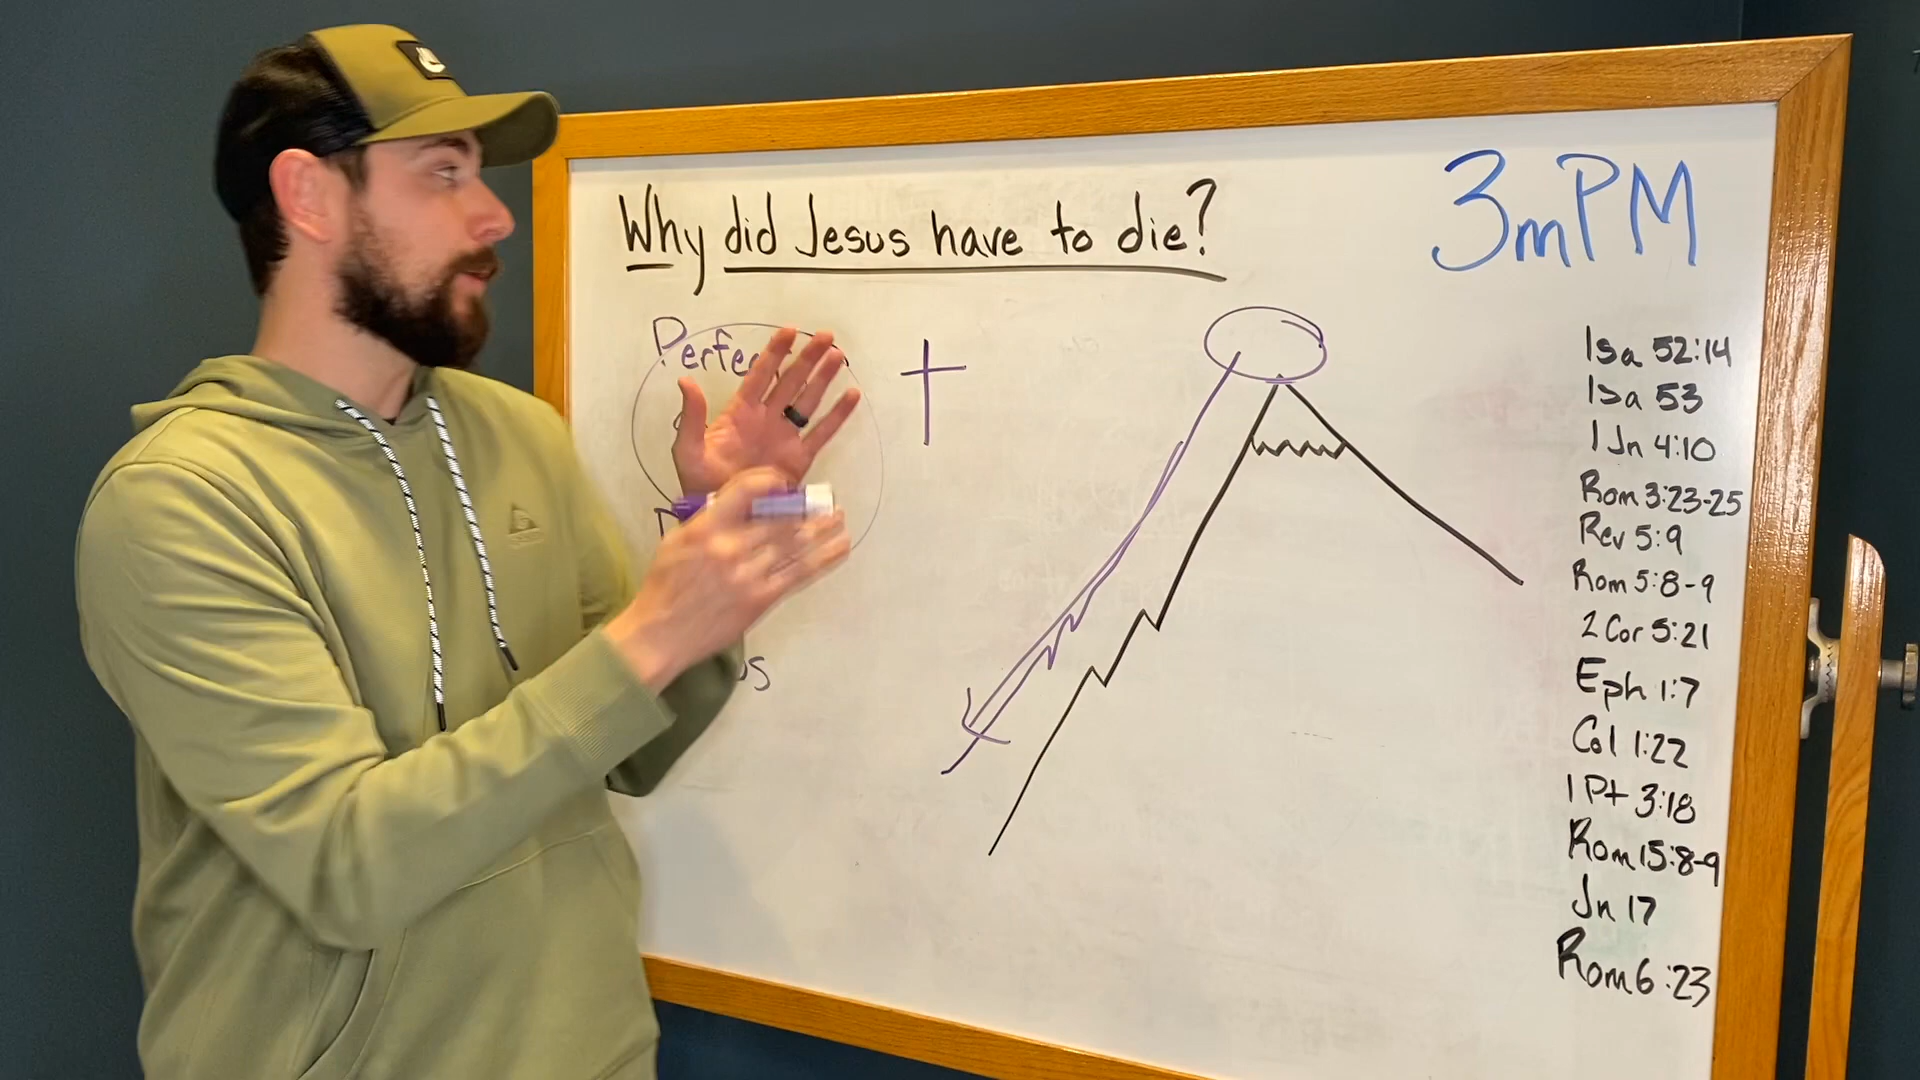 Why did Jesus have to die?
3mPM
Isa 52:14
Isa 53
1 Jn 4:10
Rom 3:23-25
Rev 5:9
Rom 5:8-9
2 Cor 5:21
Eph 1:7
Col 1:22
1 Pt 3:18
Rom 15:8-9
Jn 17
Rom 6:23